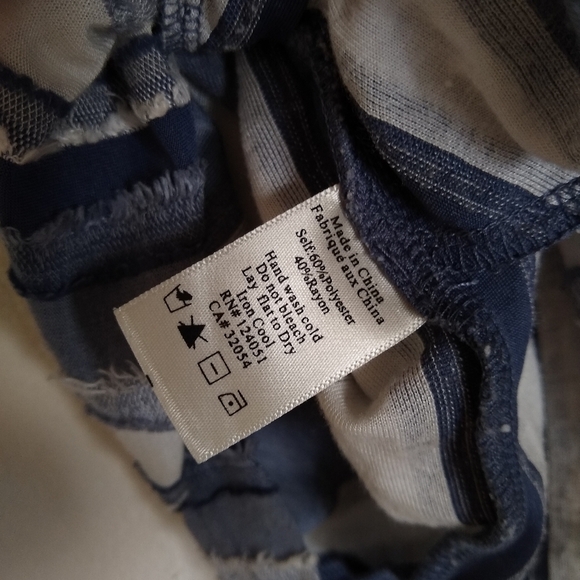 Made in China
Fabriqué aux China
Self:60%Polyester
40%Rayon
Hand wash cold
Do not bleach
Lay flat to Dry
Iron Cool
RN# 124051
CA# 32054